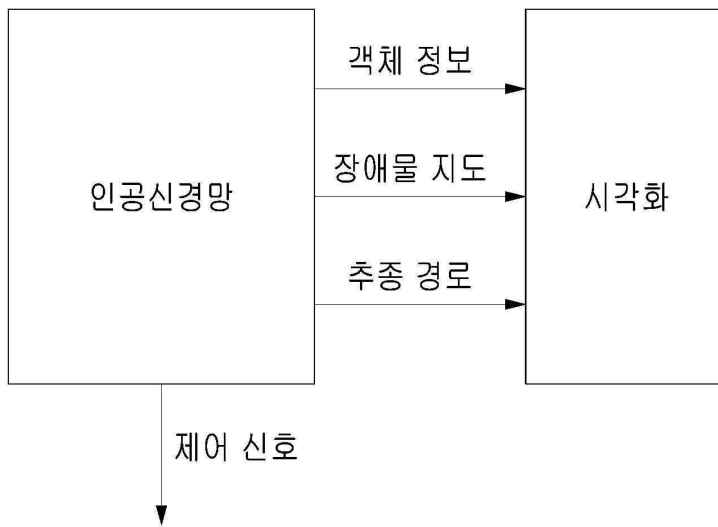 객체 정보
장애물 지도
인공신경망
시각화
추종 경로
제어 신호